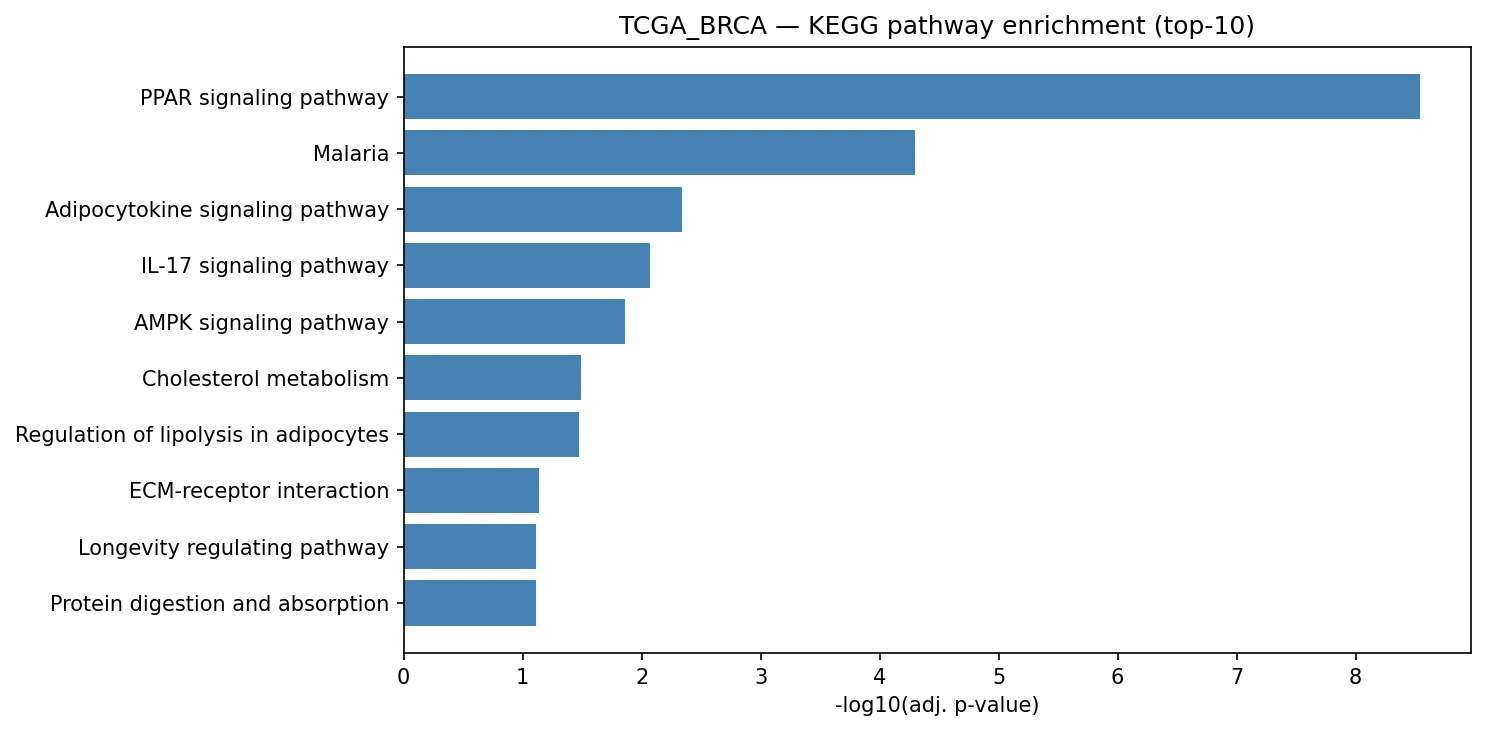 TCGA_BRCA — KEGG pathway enrichment (top-10)
PPAR signaling pathway
Malaria
Adipocytokine signaling pathway
IL-17 signaling pathway
AMPK signaling pathway
Cholesterol metabolism
Regulation of lipolysis in adipocytes
ECM-receptor interaction
Longevity regulating pathway
Protein digestion and absorption
0 1 2 3 4 5 6 7 8
-log10(adj. p-value)